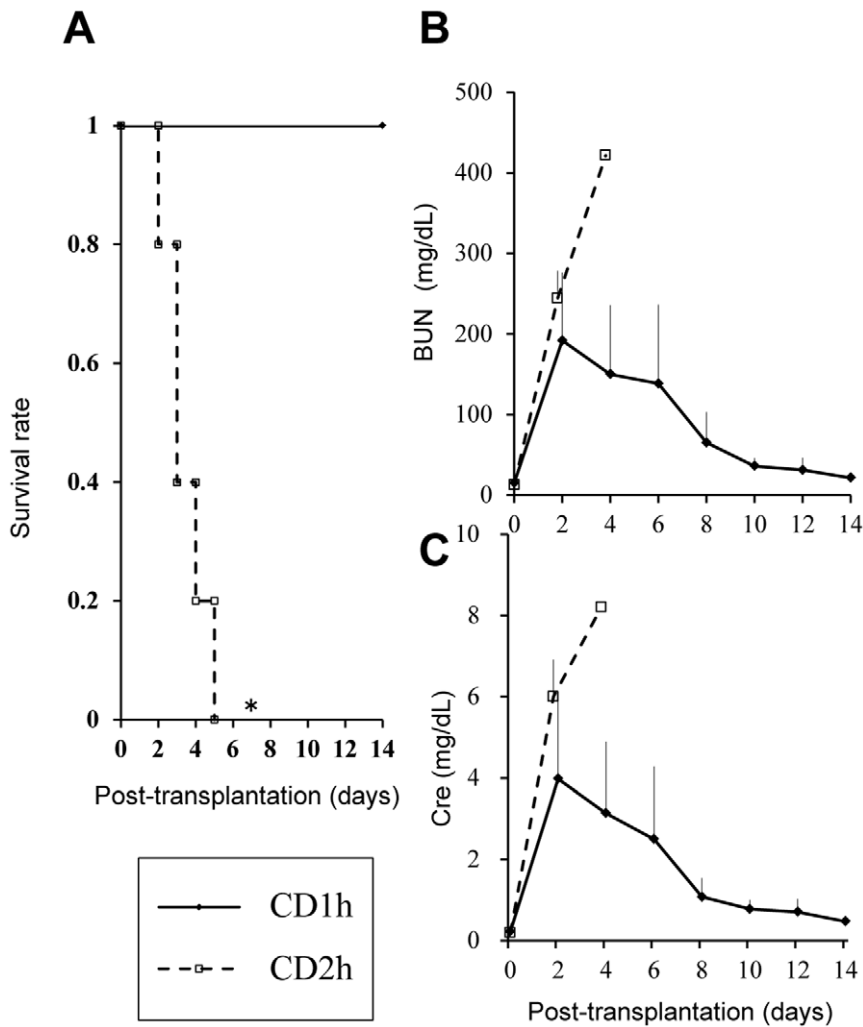 A
1
0.8
0.6
0.4
0.2
0
*
0 2 4 6 8 10 12 14
Survival rate
Post-transplantation (days)
CD1h
CD2h
B
500
400
300
200
100
0
0 2 4 6 8 10 12 14
BUN (mg/dL)
C
10
8
6
4
2
0
0 2 4 6 8 10 12 14
Cre (mg/dL)
Post-transplantation (days)